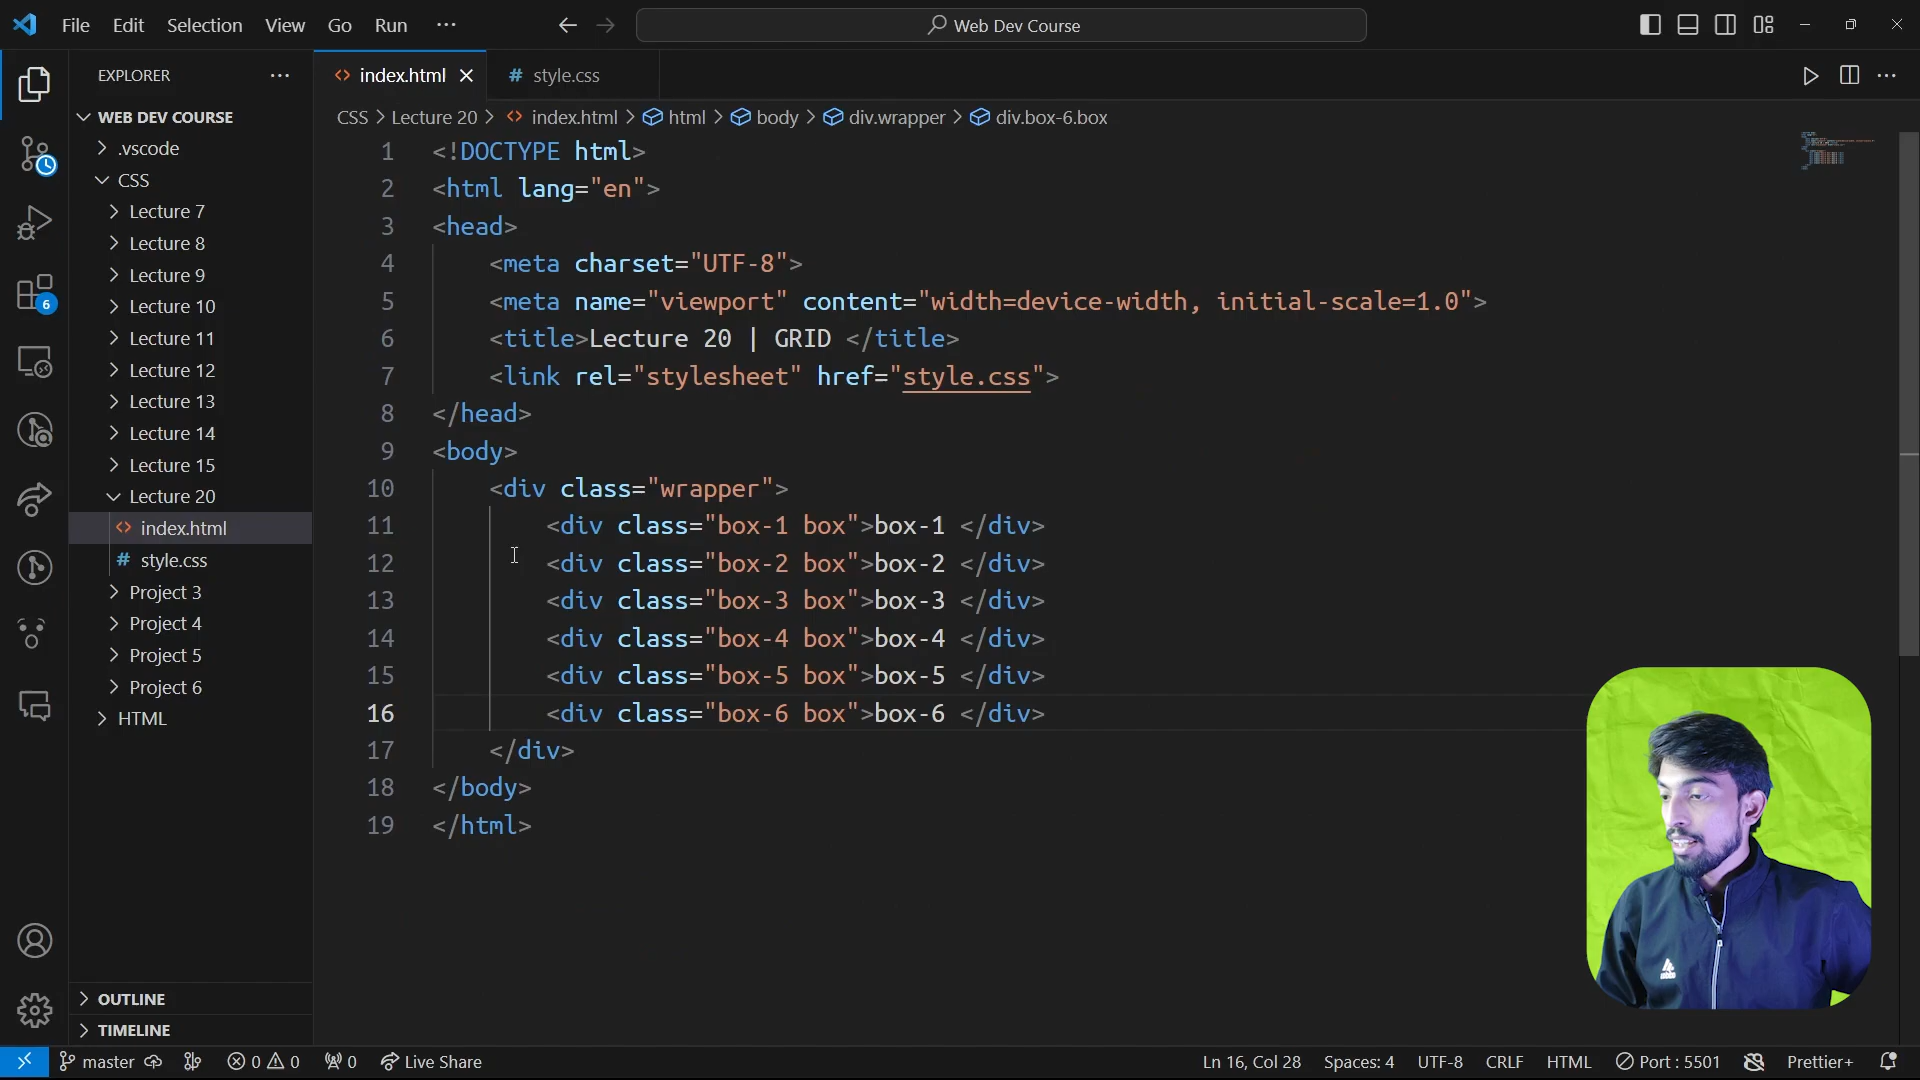 File Edit Selection View Go Run ··· Web Dev Course
EXPLORER ···
WEB DEV COURSE
.vscode
CSS
Lecture 7
Lecture 8
Lecture 9
Lecture 10
Lecture 11
Lecture 12
Lecture 13
Lecture 14
Lecture 15
Lecture 20
index.html
style.css
Project 3
Project 4
Project 5
Project 6
HTML
OUTLINE
TIMELINE
6
index.html style.css
CSS > Lecture 20 > index.html > html > body > div.wrapper > div.box-6.box
1 <!DOCTYPE html>
2 <html lang="en">
3 <head>
4 <meta charset="UTF-8">
5 <meta name="viewport" content="width=device-width, initial-scale=1.0">
6 <title>Lecture 20 | GRID </title>
7 <link rel="stylesheet" href="style.css">
8 </head>
9 <body>
10 <div class="wrapper">
11 <div class="box-1 box">box-1 </div>
12 <div class="box-2 box">box-2 </div>
13 <div class="box-3 box">box-3 </div>
14 <div class="box-4 box">box-4 </div>
15 <div class="box-5 box">box-5 </div>
16 <div class="box-6 box">box-6 </div>
17 </div>
18 </body>
19 </html>
master 0 0 0 Live Share Ln 16, Col 28 Spaces: 4 UTF-8 CRLF HTML Port : 5501 Prettier+